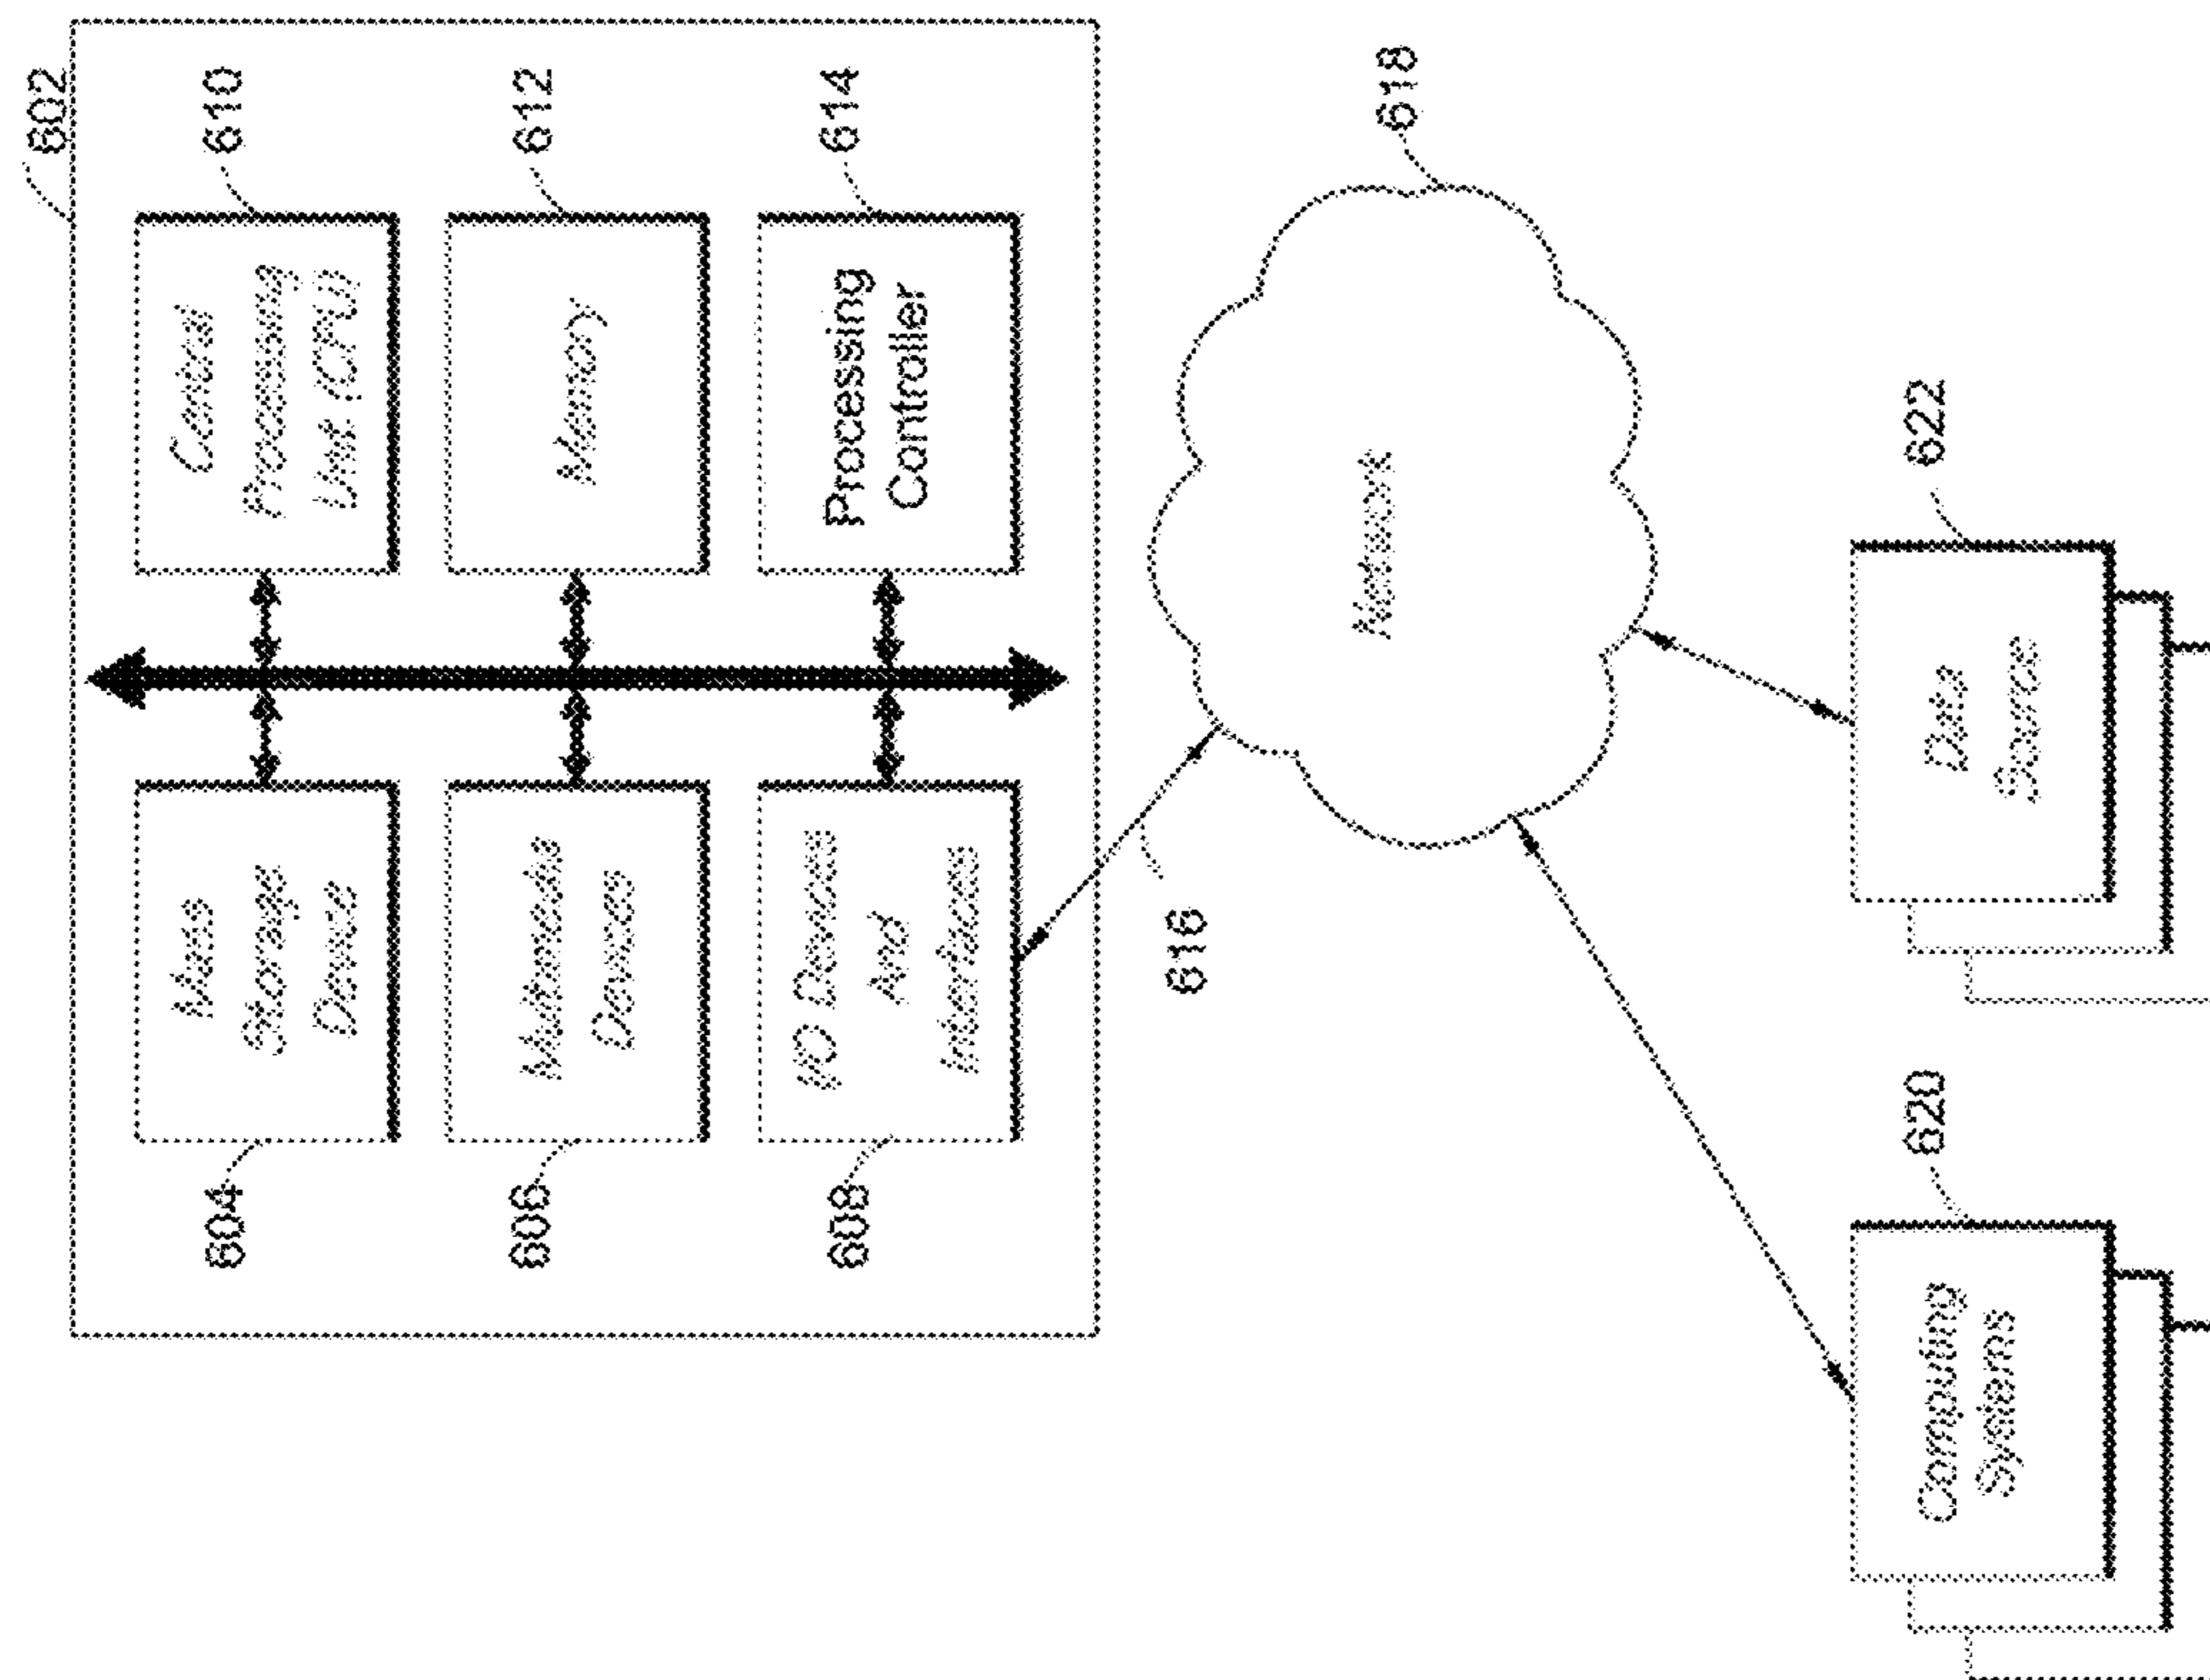 602
604
Mass
Storage
Device
Central
Processing
Unit (CPU)
610
606
Multimedia
Devices
Memory
612
608
I/O Devices
And
Interfaces
Processing
Controller
614
616
Network
618
620
Computing
Systems
622
Data
Sources